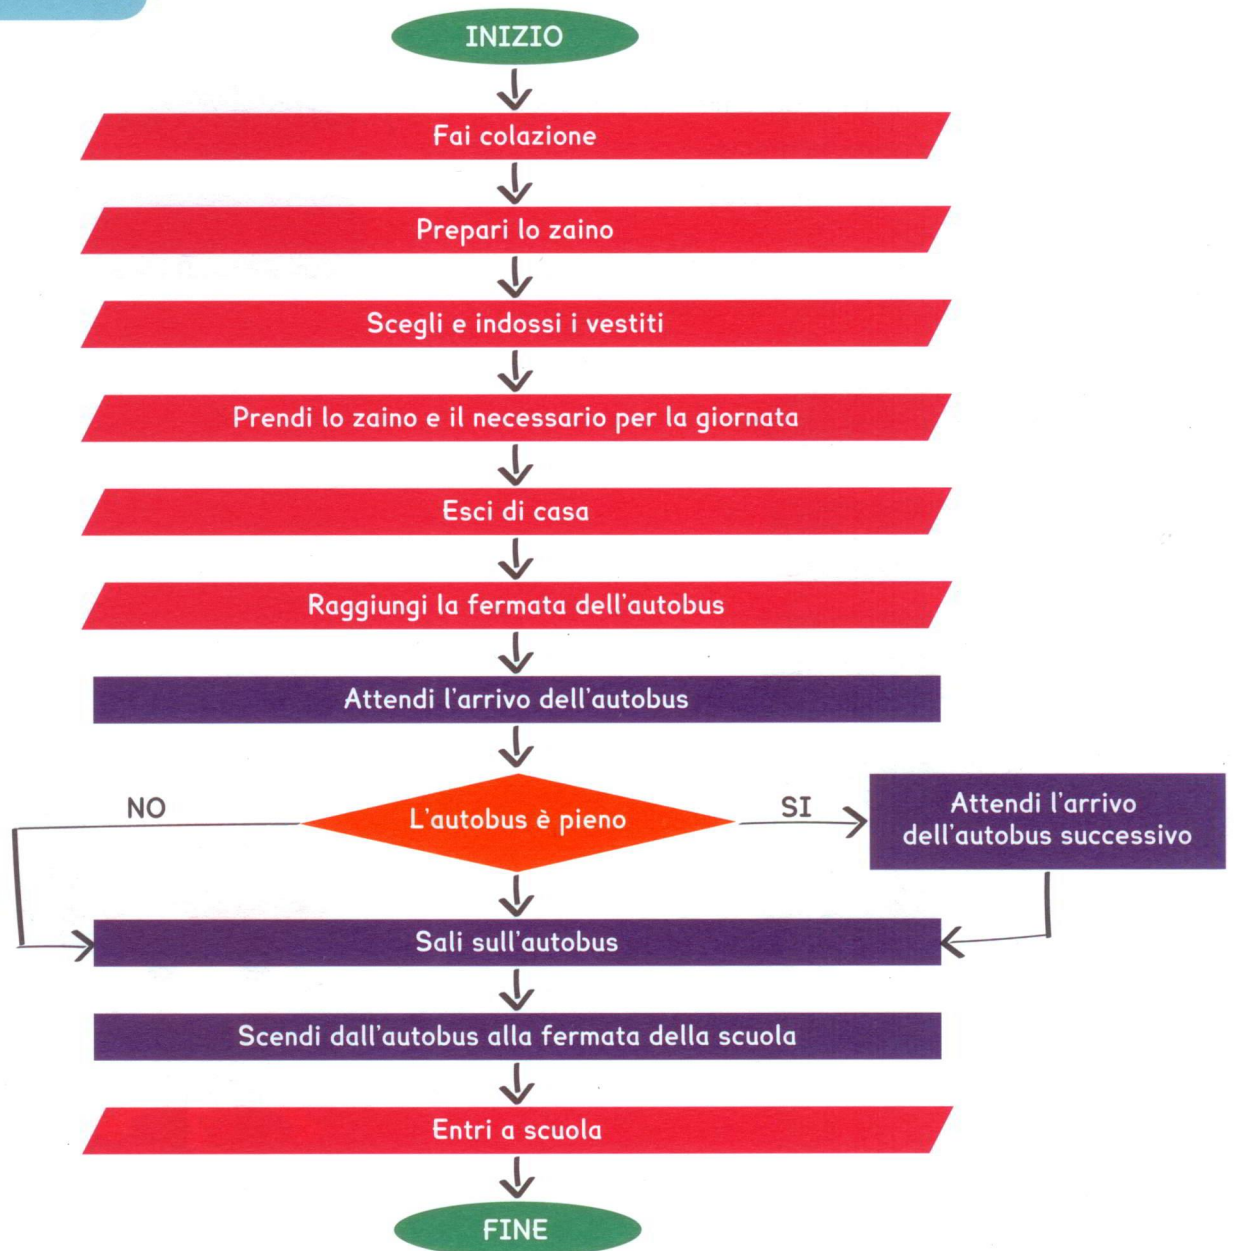 INIZIO
Fai colazione
Prepari lo zaino
Scegli e indossi i vestiti
Prendi lo zaino e il necessario per la giornata
Esci di casa
Raggiungi la fermata dell'autobus
Attendi l'arrivo dell'autobus
NO
L'autobus è pieno
SI
Attendi l'arrivo
dell'autobus successivo
Sali sull'autobus
Scendi dall'autobus alla fermata della scuola
Entri a scuola
FINE